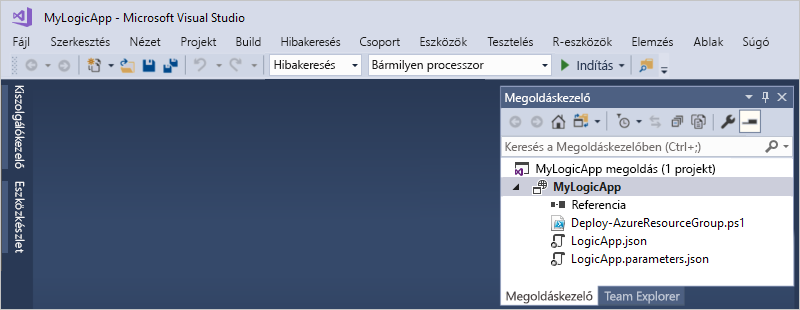 MyLogicApp - Microsoft Visual Studio
Fájl Szerkesztés Nézet Projekt Build Hibakeresés Csoport Eszközök Tesztelés R-eszközök Elemzés Ablak Súgó
Hibakeresés Bármilyen processzor Indítás
Kiszolgálókezelő
Eszközkészlet
Megoldáskezelő
Keresés a Megoldáskezelőben (Ctrl+;)
MyLogicApp megoldás (1 projekt)
MyLogicApp
Referencia
Deploy-AzureResourceGroup.ps1
LogicApp.json
LogicApp.parameters.json
Megoldáskezelő Team Explorer